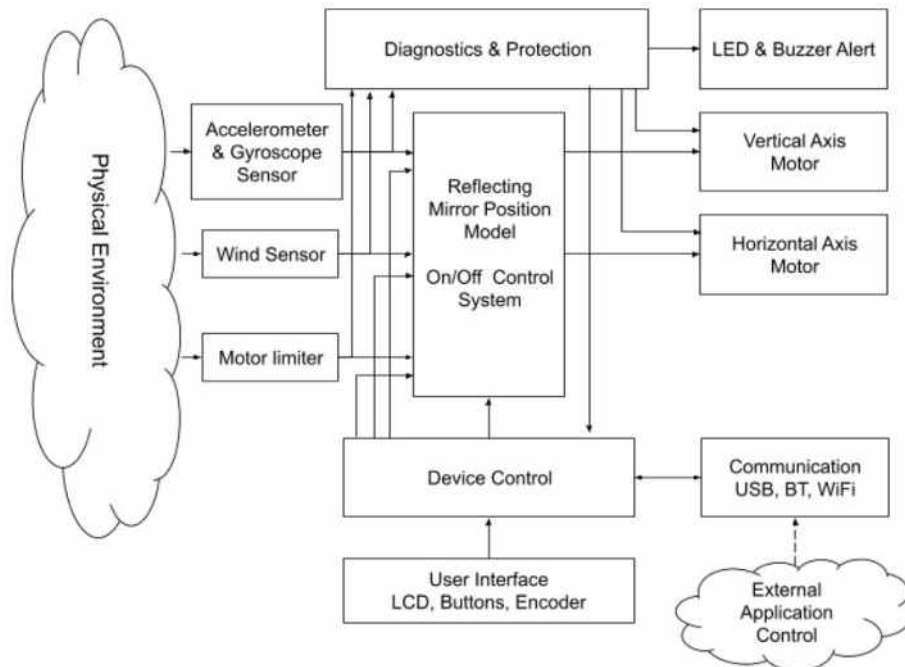 Diagnostics & Protection
LED & Buzzer Alert
Physical Environment
Accelerometer
& Gyroscope
Sensor
Wind Sensor
Motor limiter
Reflecting
Mirror Position
Model
On/Off Control
System
Vertical Axis
Motor
Horizontal Axis
Motor
Device Control
Communication
USB, BT, WiFi
User Interface
LCD, Buttons, Encoder
External
Application
Control